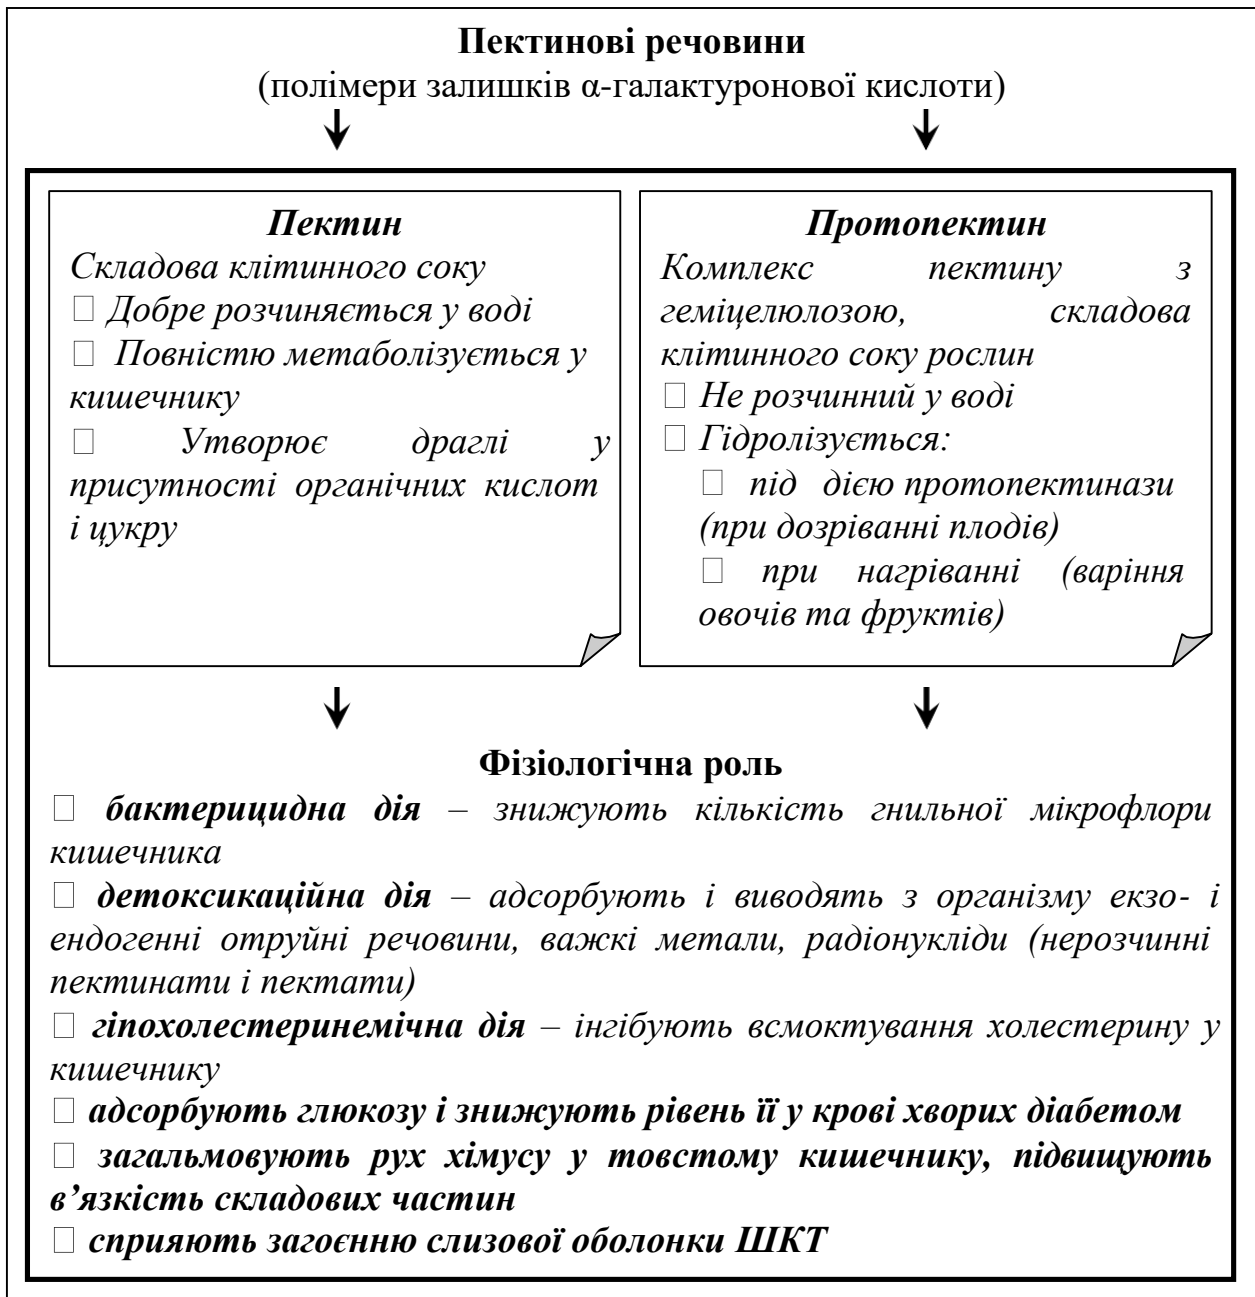 Пектинові речовини
(полімери залишків α-галактуронової кислоти)
Пектин
Складова клітинного соку
□ Добре розчиняється у воді
□ Повністю метаболізується у
кишечнику
□ Утворює драглі у
присутності органічних кислот
і цукру
Протопектин
Комплекс пектину з
геміцелюлозою, складова
клітинного соку рослин
□ Не розчинний у воді
□ Гідролізується:
□ під дією протопектинази
(при дозріванні плодів)
□ при нагріванні (варіння
овочів та фруктів)
Фізіологічна роль
□ бактерицидна дія – знижують кількість гнильної мікрофлори
кишечника
□ детоксикаційна дія – адсорбують і виводять з організму екзо- і
ендогенні отруйні речовини, важкі метали, радіонукліди (нерозчинні
пектинати і пектати)
□ гіпохолестеринемічна дія – інгібують всмоктування холестерину у
кишечнику
□ адсорбують глюкозу і знижують рівень її у крові хворих діабетом
□ загальмовують рух хімусу у товстому кишечнику, підвищують
в’язкість складових частин
□ сприяють загоєнню слизової оболонки ШКТ